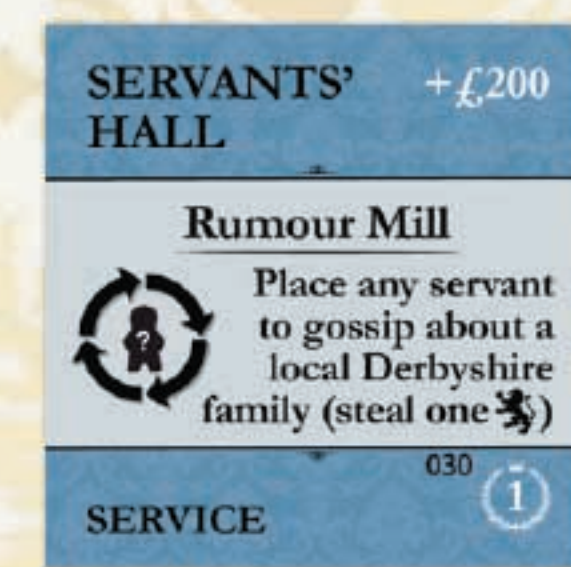 SERVANTS' +£200
HALL
Rumour Mill
Place any servant
?
to gossip about a
local Derbyshire
family (steal one )
030
1
SERVICE